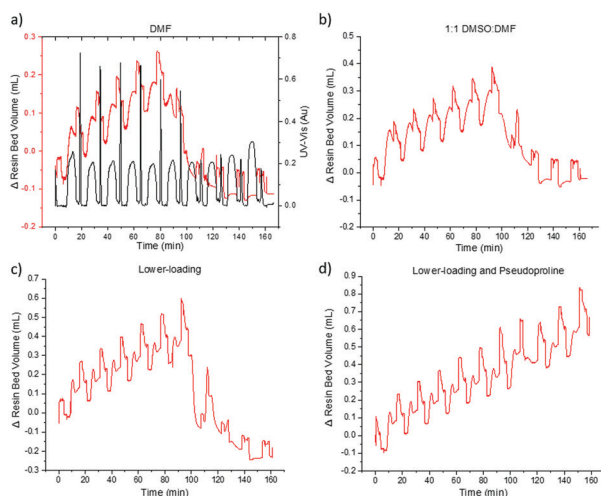 a)
DMF
Δ Resin Bed Volume (mL)
0.3
0.2
0.1
0.0
-0.1
-0.2
0.8
0.6
0.4
0.2
0.0
UV-Vis (Au)
0 20 40 60 80 100 120 140 160
Time (min)
b)
1:1 DMSO:DMF
Δ Resin Bed Volume (mL)
0.5
0.4
0.3
0.2
0.1
0.0
-0.1
-0.2
0 20 40 60 80 100 120 140 160
Time (min)
c)
Lower-loading
Δ Resin Bed Volume (mL)
0.7
0.6
0.5
0.4
0.3
0.2
0.1
0.0
-0.1
-0.2
-0.3
0 20 40 60 80 100 120 140 160
Time (min)
d)
Lower-loading and Pseudoproline
Δ Resin Bed Volume (mL)
0.9
0.8
0.7
0.6
0.5
0.4
0.3
0.2
0.1
0.0
-0.1
-0.2
0 20 40 60 80 100 120 140 160
Time (min)